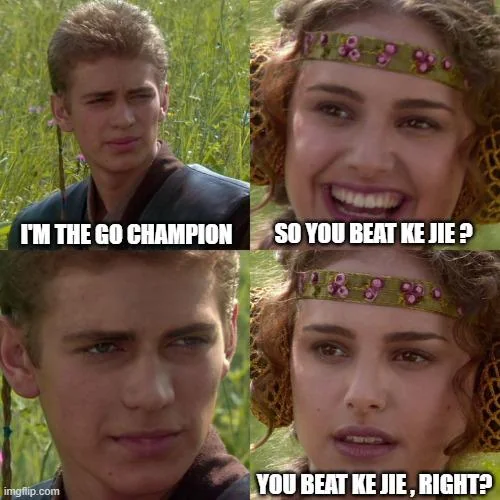 I'M THE GO CHAMPION
SO YOU BEAT KE JIE ?
YOU BEAT KE JIE , RIGHT?
imgflip.com